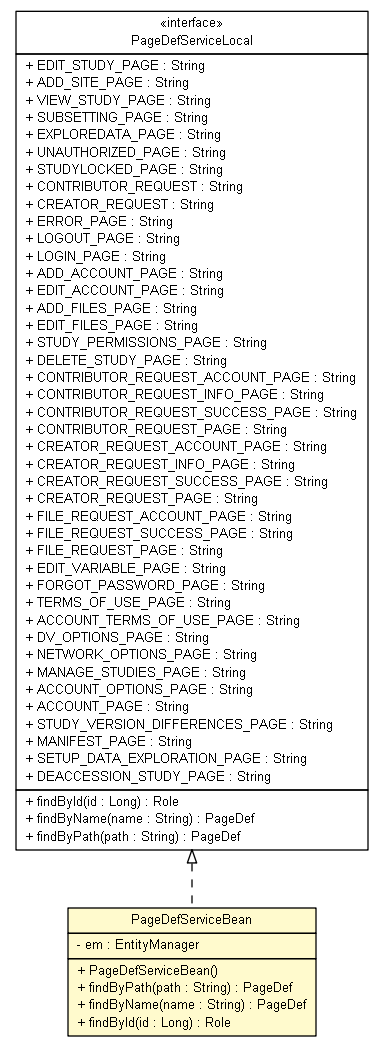 «interface»
PageDefServiceLocal
+ EDIT_STUDY_PAGE : String
+ ADD_SITE_PAGE : String
+ VIEW_STUDY_PAGE : String
+ SUBSETTING_PAGE : String
+ EXPLOREDATA_PAGE : String
+ UNAUTHORIZED_PAGE : String
+ STUDYLOCKED_PAGE : String
+ CONTRIBUTOR_REQUEST : String
+ CREATOR_REQUEST : String
+ ERROR_PAGE : String
+ LOGOUT_PAGE : String
+ LOGIN_PAGE : String
+ ADD_ACCOUNT_PAGE : String
+ EDIT_ACCOUNT_PAGE : String
+ ADD_FILES_PAGE : String
+ EDIT_FILES_PAGE : String
+ STUDY_PERMISSIONS_PAGE : String
+ DELETE_STUDY_PAGE : String
+ CONTRIBUTOR_REQUEST_ACCOUNT_PAGE : String
+ CONTRIBUTOR_REQUEST_INFO_PAGE : String
+ CONTRIBUTOR_REQUEST_SUCCESS_PAGE : String
+ CONTRIBUTOR_REQUEST_PAGE : String
+ CREATOR_REQUEST_ACCOUNT_PAGE : String
+ CREATOR_REQUEST_INFO_PAGE : String
+ CREATOR_REQUEST_SUCCESS_PAGE : String
+ CREATOR_REQUEST_PAGE : String
+ FILE_REQUEST_ACCOUNT_PAGE : String
+ FILE_REQUEST_SUCCESS_PAGE : String
+ FILE_REQUEST_PAGE : String
+ EDIT_VARIABLE_PAGE : String
+ FORGOT_PASSWORD_PAGE : String
+ TERMS_OF_USE_PAGE : String
+ ACCOUNT_TERMS_OF_USE_PAGE : String
+ DV_OPTIONS_PAGE : String
+ NETWORK_OPTIONS_PAGE : String
+ MANAGE_STUDIES_PAGE : String
+ ACCOUNT_OPTIONS_PAGE : String
+ ACCOUNT_PAGE : String
+ STUDY_VERSION_DIFFERENCES_PAGE : String
+ MANIFEST_PAGE : String
+ SETUP_DATA_EXPLORATION_PAGE : String
+ DEACCESSION_STUDY_PAGE : String
+ findById(id : Long) : Role
+ findByName(name : String) : PageDef
+ findByPath(path : String) : PageDef
PageDefServiceBean
- em : EntityManager
+ PageDefServiceBean()
+ findByPath(path : String) : PageDef
+ findByName(name : String) : PageDef
+ findById(id : Long) : Role